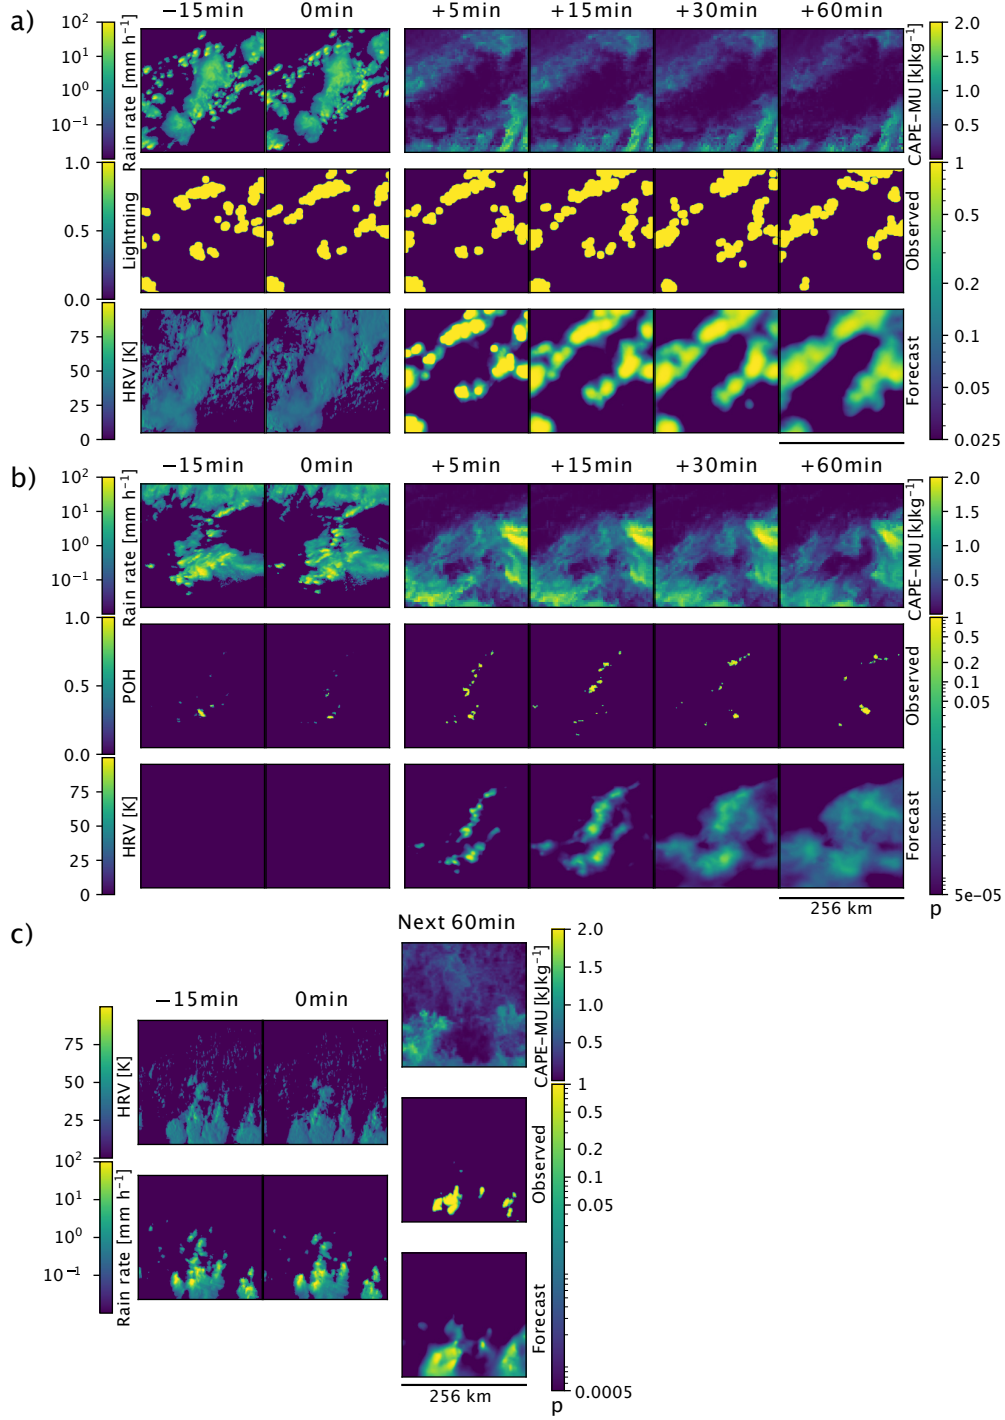 a)
−15min 0min +5min +15min +30min +60min
10² 10¹ 10⁰ 10⁻¹
Rain rate [mm h⁻¹]
CAPE−MU [kJkg⁻¹]
2.0 1.5 1.0 0.5
1.0 0.5 0.0
Lightning
Observed
1 0.5 0.2 0.1 0.05 0.025
75 50 25 0
HRV [K]
Forecast
b)
−15min 0min +5min +15min +30min +60min
10² 10¹ 10⁰ 10⁻¹
Rain rate [mm h⁻¹]
CAPE−MU [kJkg⁻¹]
2.0 1.5 1.0 0.5
1.0 0.5 0.0
POH
Observed
1 0.5 0.2 0.1 0.05 5e−05
75 50 25 0
HRV [K]
Forecast
p
256 km
c)
Next 60min
CAPE−MU [kJkg⁻¹]
2.0 1.5 1.0 0.5 0
−15min 0min
75 50 25
HRV [K]
Observed
1 0.5 0.2 0.1 0.05 0.0005
10² 10¹ 10⁰ 10⁻¹
Rain rate [mm h⁻¹]
Forecast
256 km
p